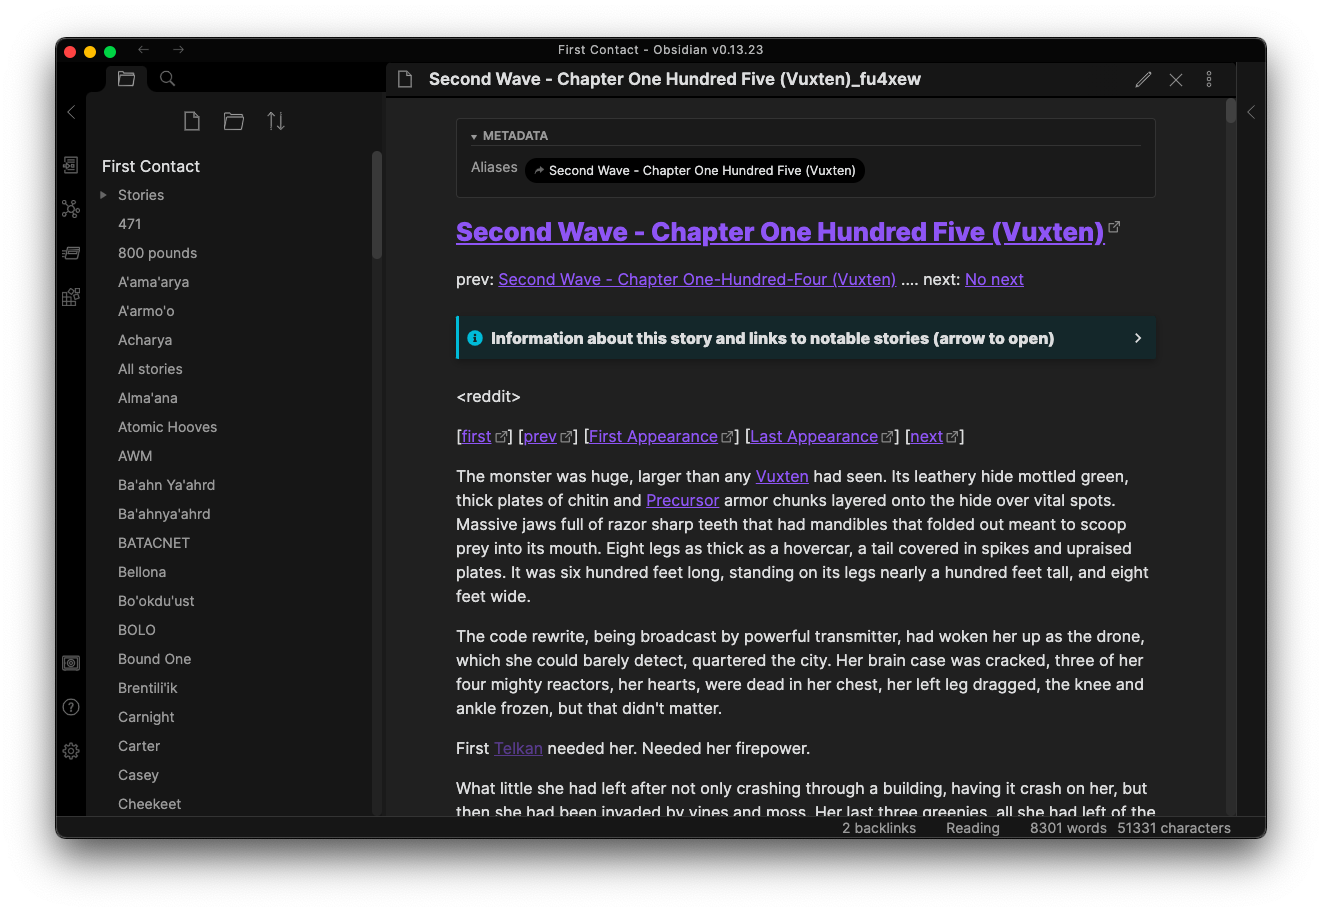 First Contact - Obsidian v0.13.23
Second Wave - Chapter One Hundred Five (Vuxten)_fu4xew
First Contact
Stories
471
800 pounds
A'ama'arya
A'armo'o
Acharya
All stories
Alma'ana
Atomic Hooves
AWM
Ba'ahn Ya'ahrd
Ba'ahnya'ahrd
BATACNET
Bellona
Bo'okdu'ust
BOLO
Bound One
Brentili'ik
Carnight
Carter
Casey
Cheekeet
METADATA
Aliases Second Wave - Chapter One Hundred Five (Vuxten)
Second Wave - Chapter One Hundred Five (Vuxten)
prev: Second Wave - Chapter One-Hundred-Four (Vuxten) .... next: No next
Information about this story and links to notable stories (arrow to open)
<reddit>
[first] [prev] [First Appearance] [Last Appearance] [next]
The monster was huge, larger than any Vuxten had seen. Its leathery hide mottled green,
thick plates of chitin and Precursor armor chunks layered onto the hide over vital spots.
Massive jaws full of razor sharp teeth that had mandibles that folded out meant to scoop
prey into its mouth. Eight legs as thick as a hovercar, a tail covered in spikes and upraised
plates. It was six hundred feet long, standing on its legs nearly a hundred feet tall, and eight
feet wide.
The code rewrite, being broadcast by powerful transmitter, had woken her up as the drone,
which she could barely detect, quartered the city. Her brain case was cracked, three of her
four mighty reactors, her hearts, were dead in her chest, her left leg dragged, the knee and
ankle frozen, but that didn't matter.
First Telkan needed her. Needed her firepower.
What little she had left after not only crashing through a building, having it crash on her, but
then she had been invaded by vines and moss. Her last three greenies, all she had left of the
2 backlinks Reading 8301 words 51331 characters